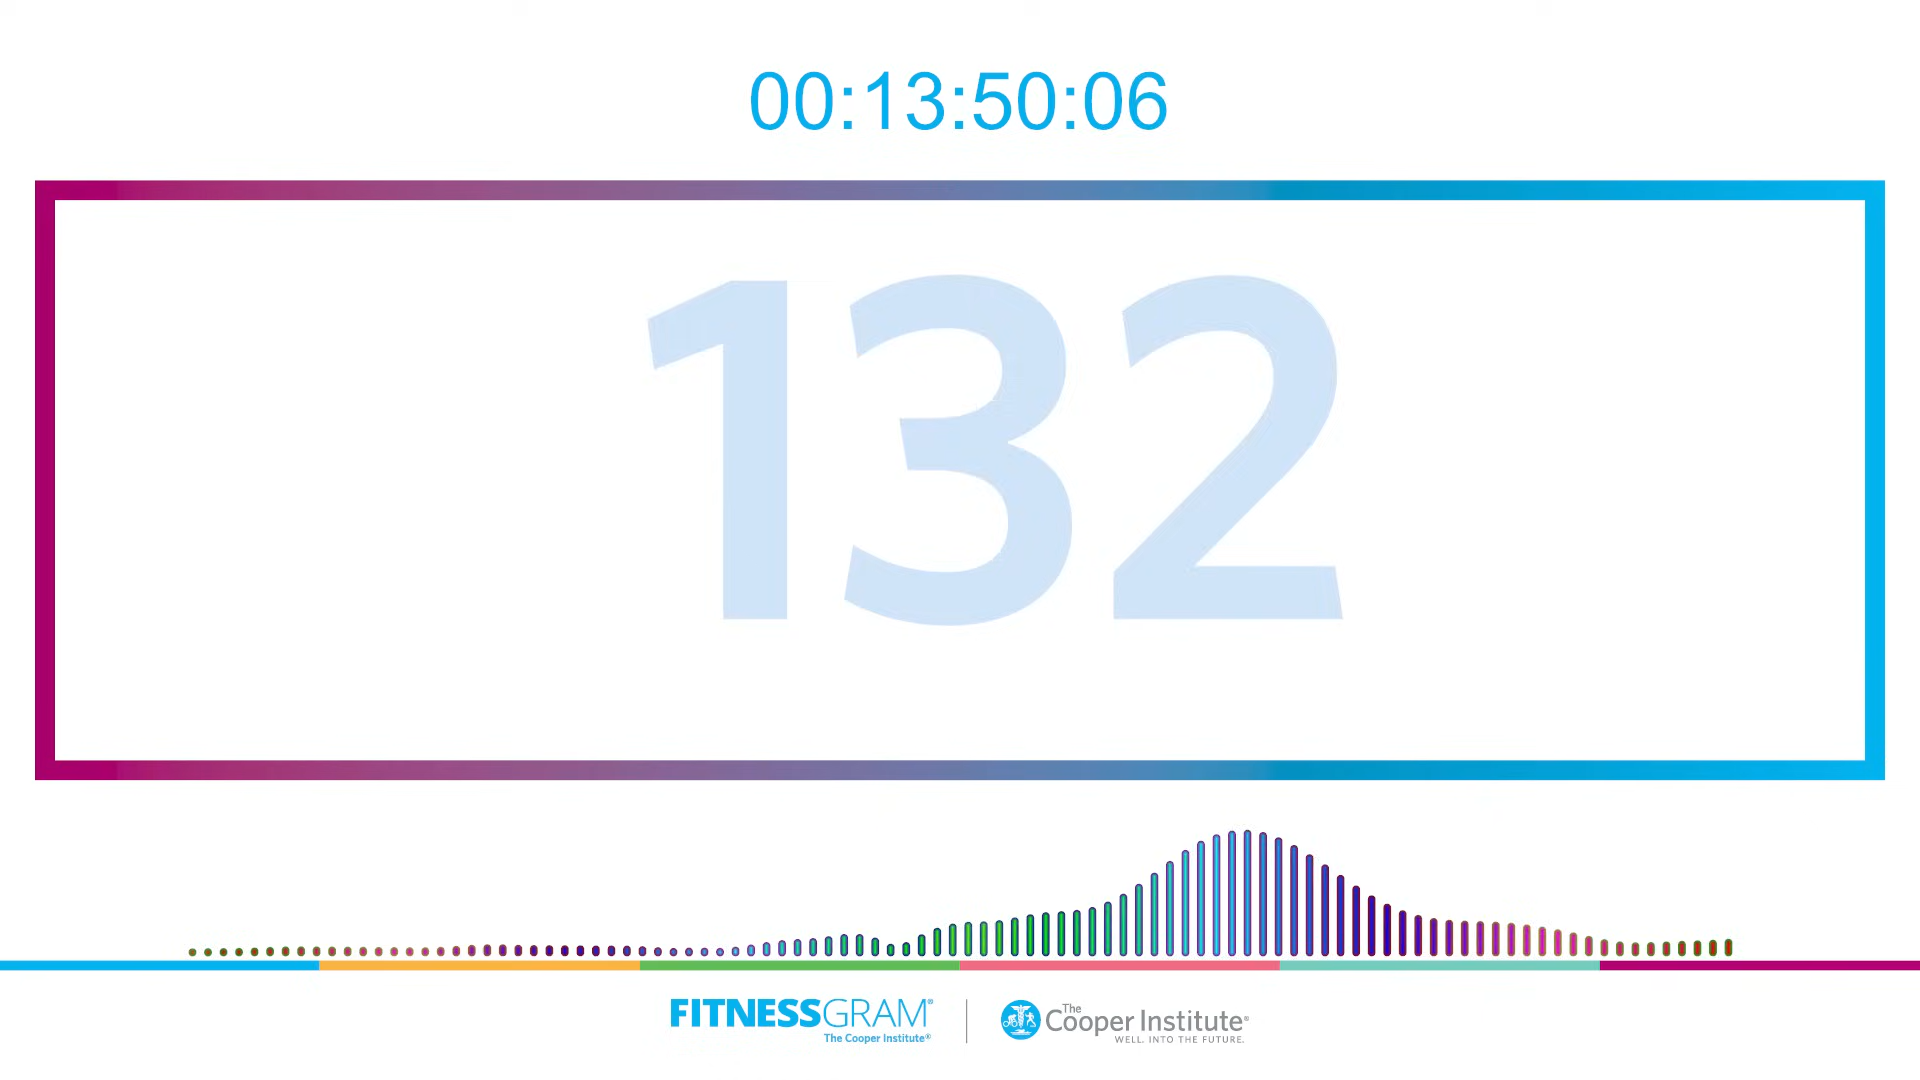 00:13:50:06
132
FITNESSGRAM®
The Cooper Institute®
The
Cooper Institute®
WELL. INTO THE FUTURE.